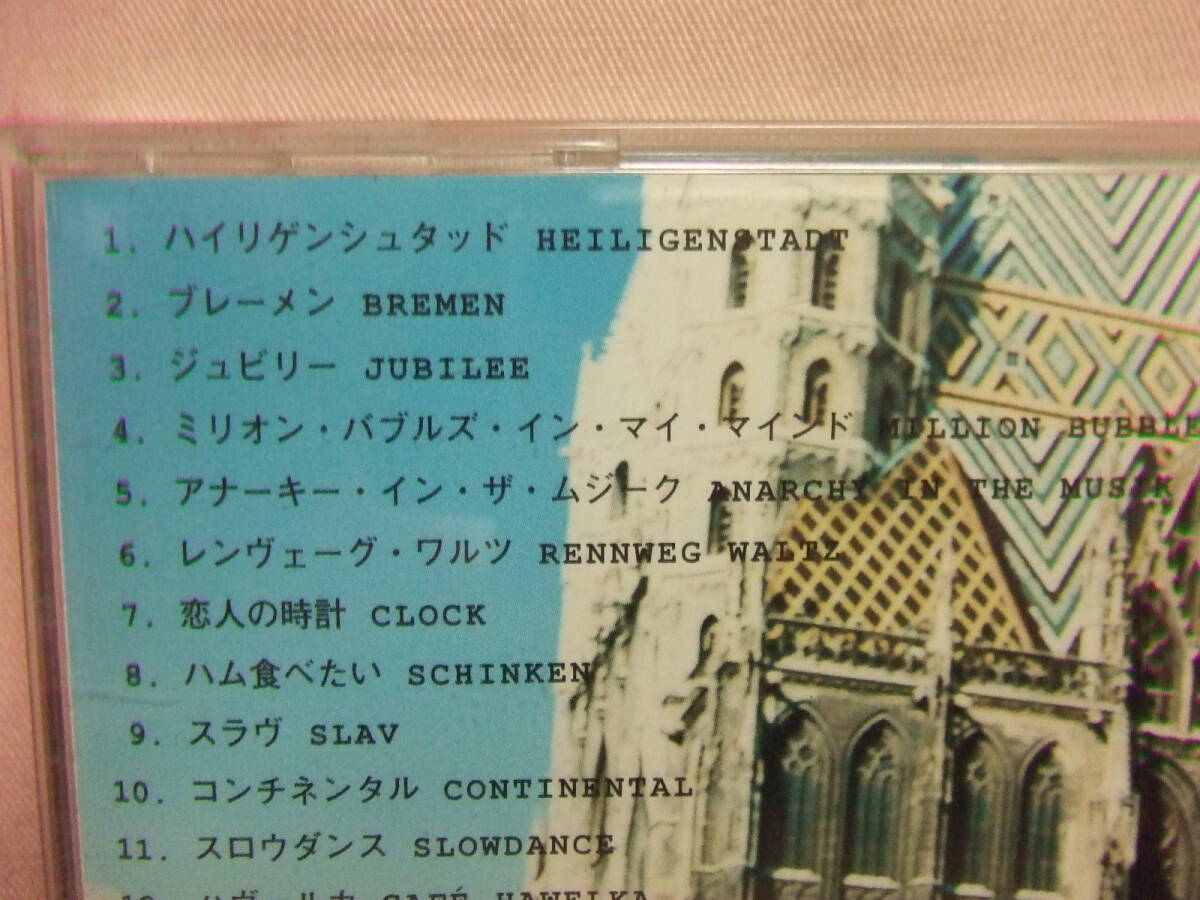 1. ハイリゲンシュタッド HEILIGENSTADT
2. ブレーメン BREMEN
3. ジュビリー JUBILEE
4. ミリオン・バブルズ・イン・マイ・マインド MILLION BUBBLE
5. アナーキー・イン・ザ・ムジーク ANARCHY IN THE MUSIK
6. レンヴェーグ・ワルツ RENNWEG WALTZ
7. 恋人の時計 CLOCK
8. ハム食べたい SCHINKEN
9. スラヴ SLAV
10. コンチネンタル CONTINENTAL
11. スロウダンス SLOWDANCE
CAFÉ HAWELKA